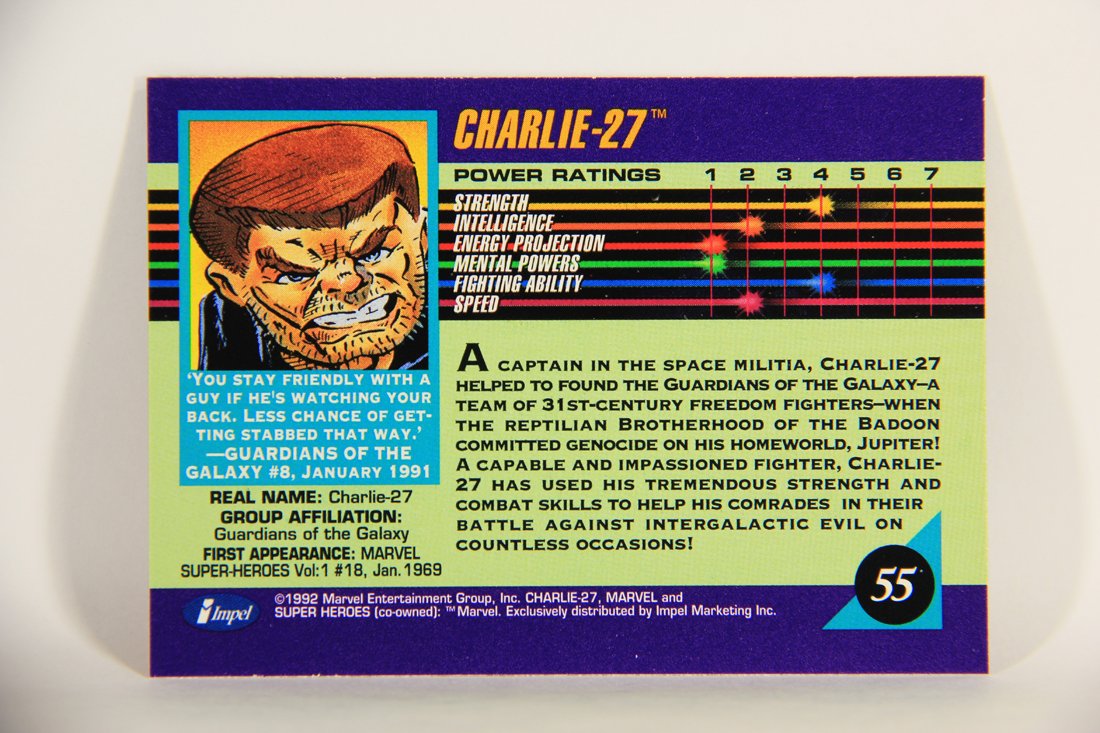 CHARLIE-27™
POWER RATINGS 1 2 3 4 5 6 7
STRENGTH
INTELLIGENCE
ENERGY PROJECTION
MENTAL POWERS
FIGHTING ABILITY
SPEED
'YOU STAY FRIENDLY WITH A
GUY IF HE'S WATCHING YOUR
BACK. LESS CHANCE OF GET-
TING STABBED THAT WAY.'
—GUARDIANS OF THE
GALAXY #8, JANUARY 1991
REAL NAME: Charlie-27
GROUP AFFILIATION:
Guardians of the Galaxy
FIRST APPEARANCE: MARVEL
SUPER-HEROES Vol:1 #18, Jan. 1969
A CAPTAIN IN THE SPACE MILITIA, CHARLIE-27
HELPED TO FOUND THE GUARDIANS OF THE GALAXY—A
TEAM OF 31ST-CENTURY FREEDOM FIGHTERS—WHEN
THE REPTILIAN BROTHERHOOD OF THE BADOON
COMMITTED GENOCIDE ON HIS HOMEWORLD, JUPITER!
A CAPABLE AND IMPASSIONED FIGHTER, CHARLIE-
27 HAS USED HIS TREMENDOUS STRENGTH AND
COMBAT SKILLS TO HELP HIS COMRADES IN THEIR
BATTLE AGAINST INTERGALACTIC EVIL ON
COUNTLESS OCCASIONS!
55
Impel
©1992 Marvel Entertainment Group, Inc. CHARLIE-27, MARVEL and
SUPER HEROES (co-owned): ™Marvel. Exclusively distributed by Impel Marketing Inc.